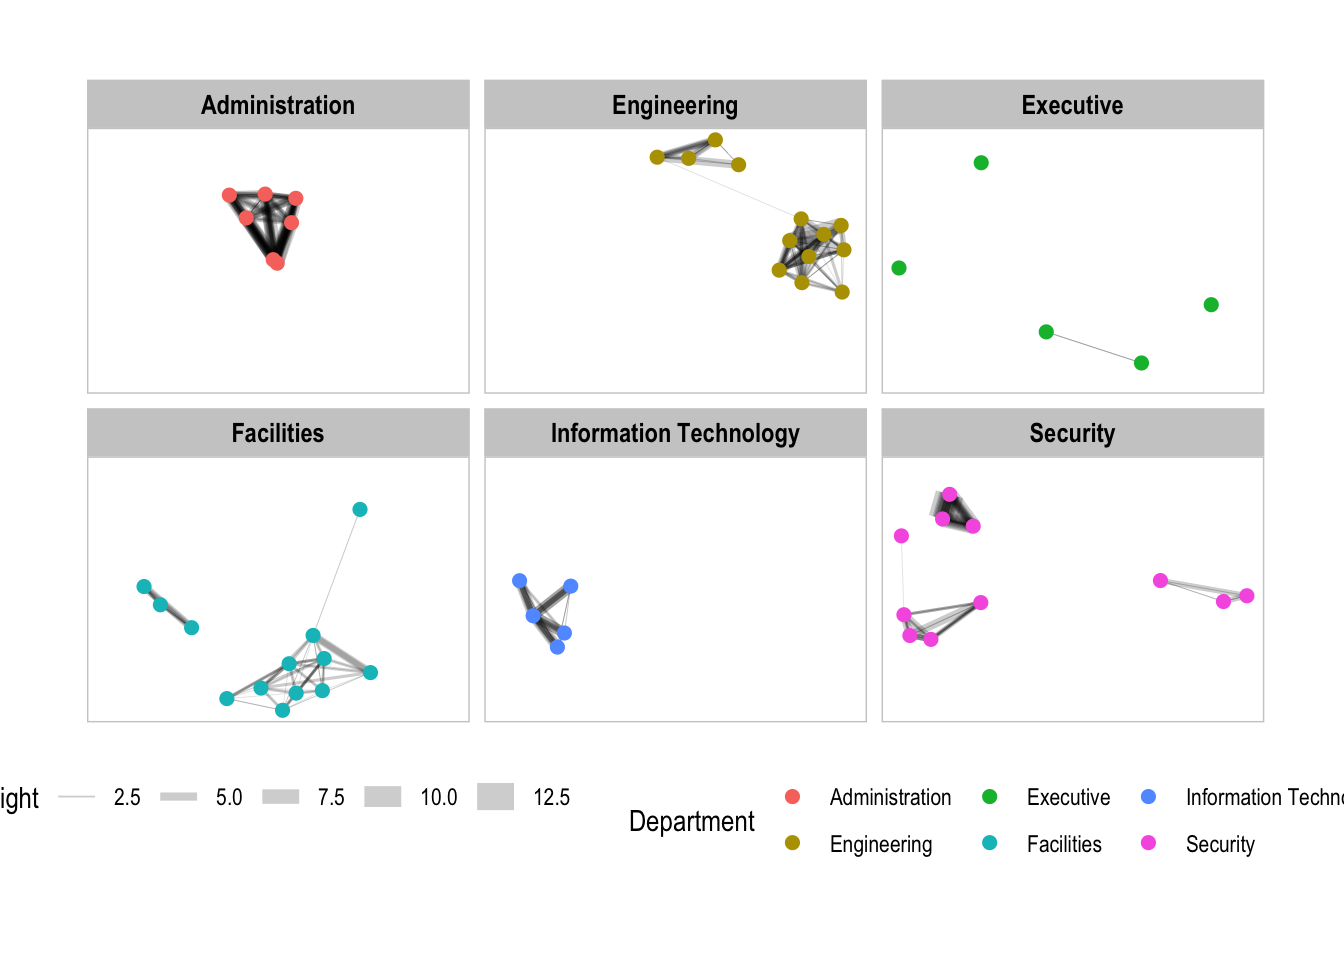 Administration
Engineering
Executive
Facilities
Information Technology
Security
2.5 5.0 7.5 10.0 12.5
Department
Administration Executive Information
Engineering Facilities Security